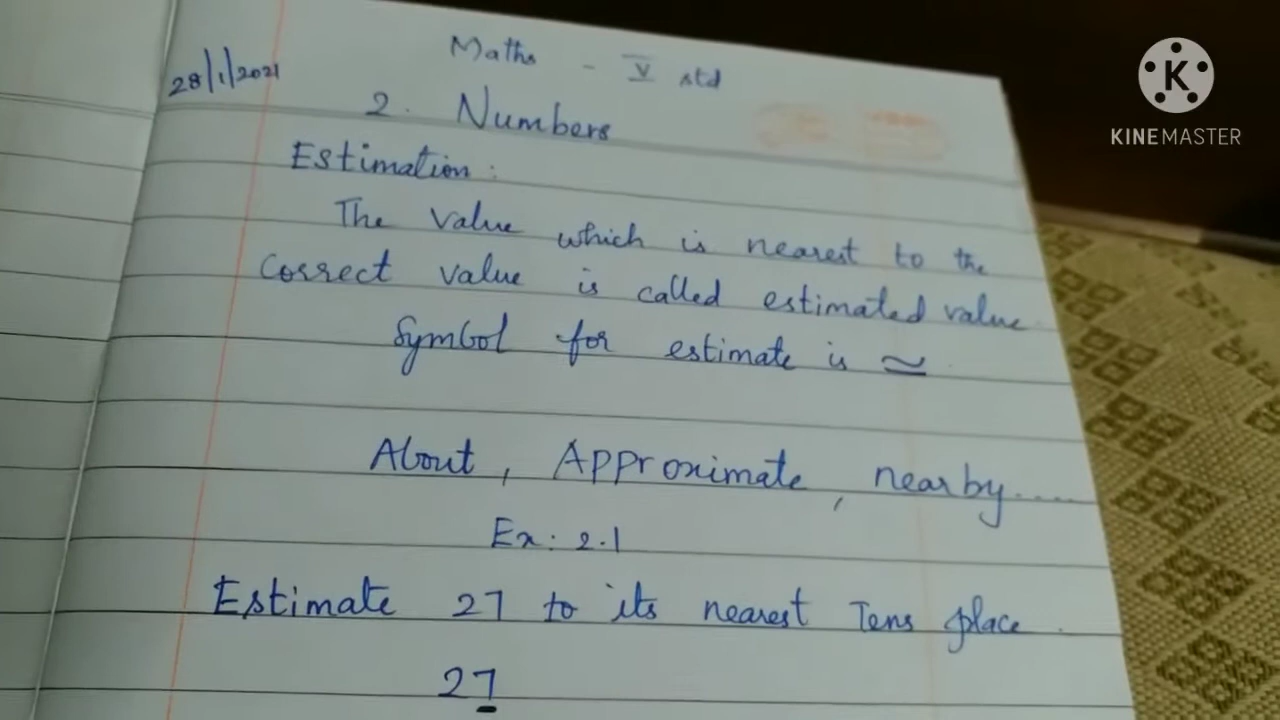 Maths - V std
28/1/2021
2. Numbers
Estimation:
The value which is nearest to the
correct value is called estimated value.
Symbol for estimate is ≃
About, Approximate, nearby....
Ex: 2.1
Estimate 27 to its nearest Tens place.
27
K
KINEMASTER